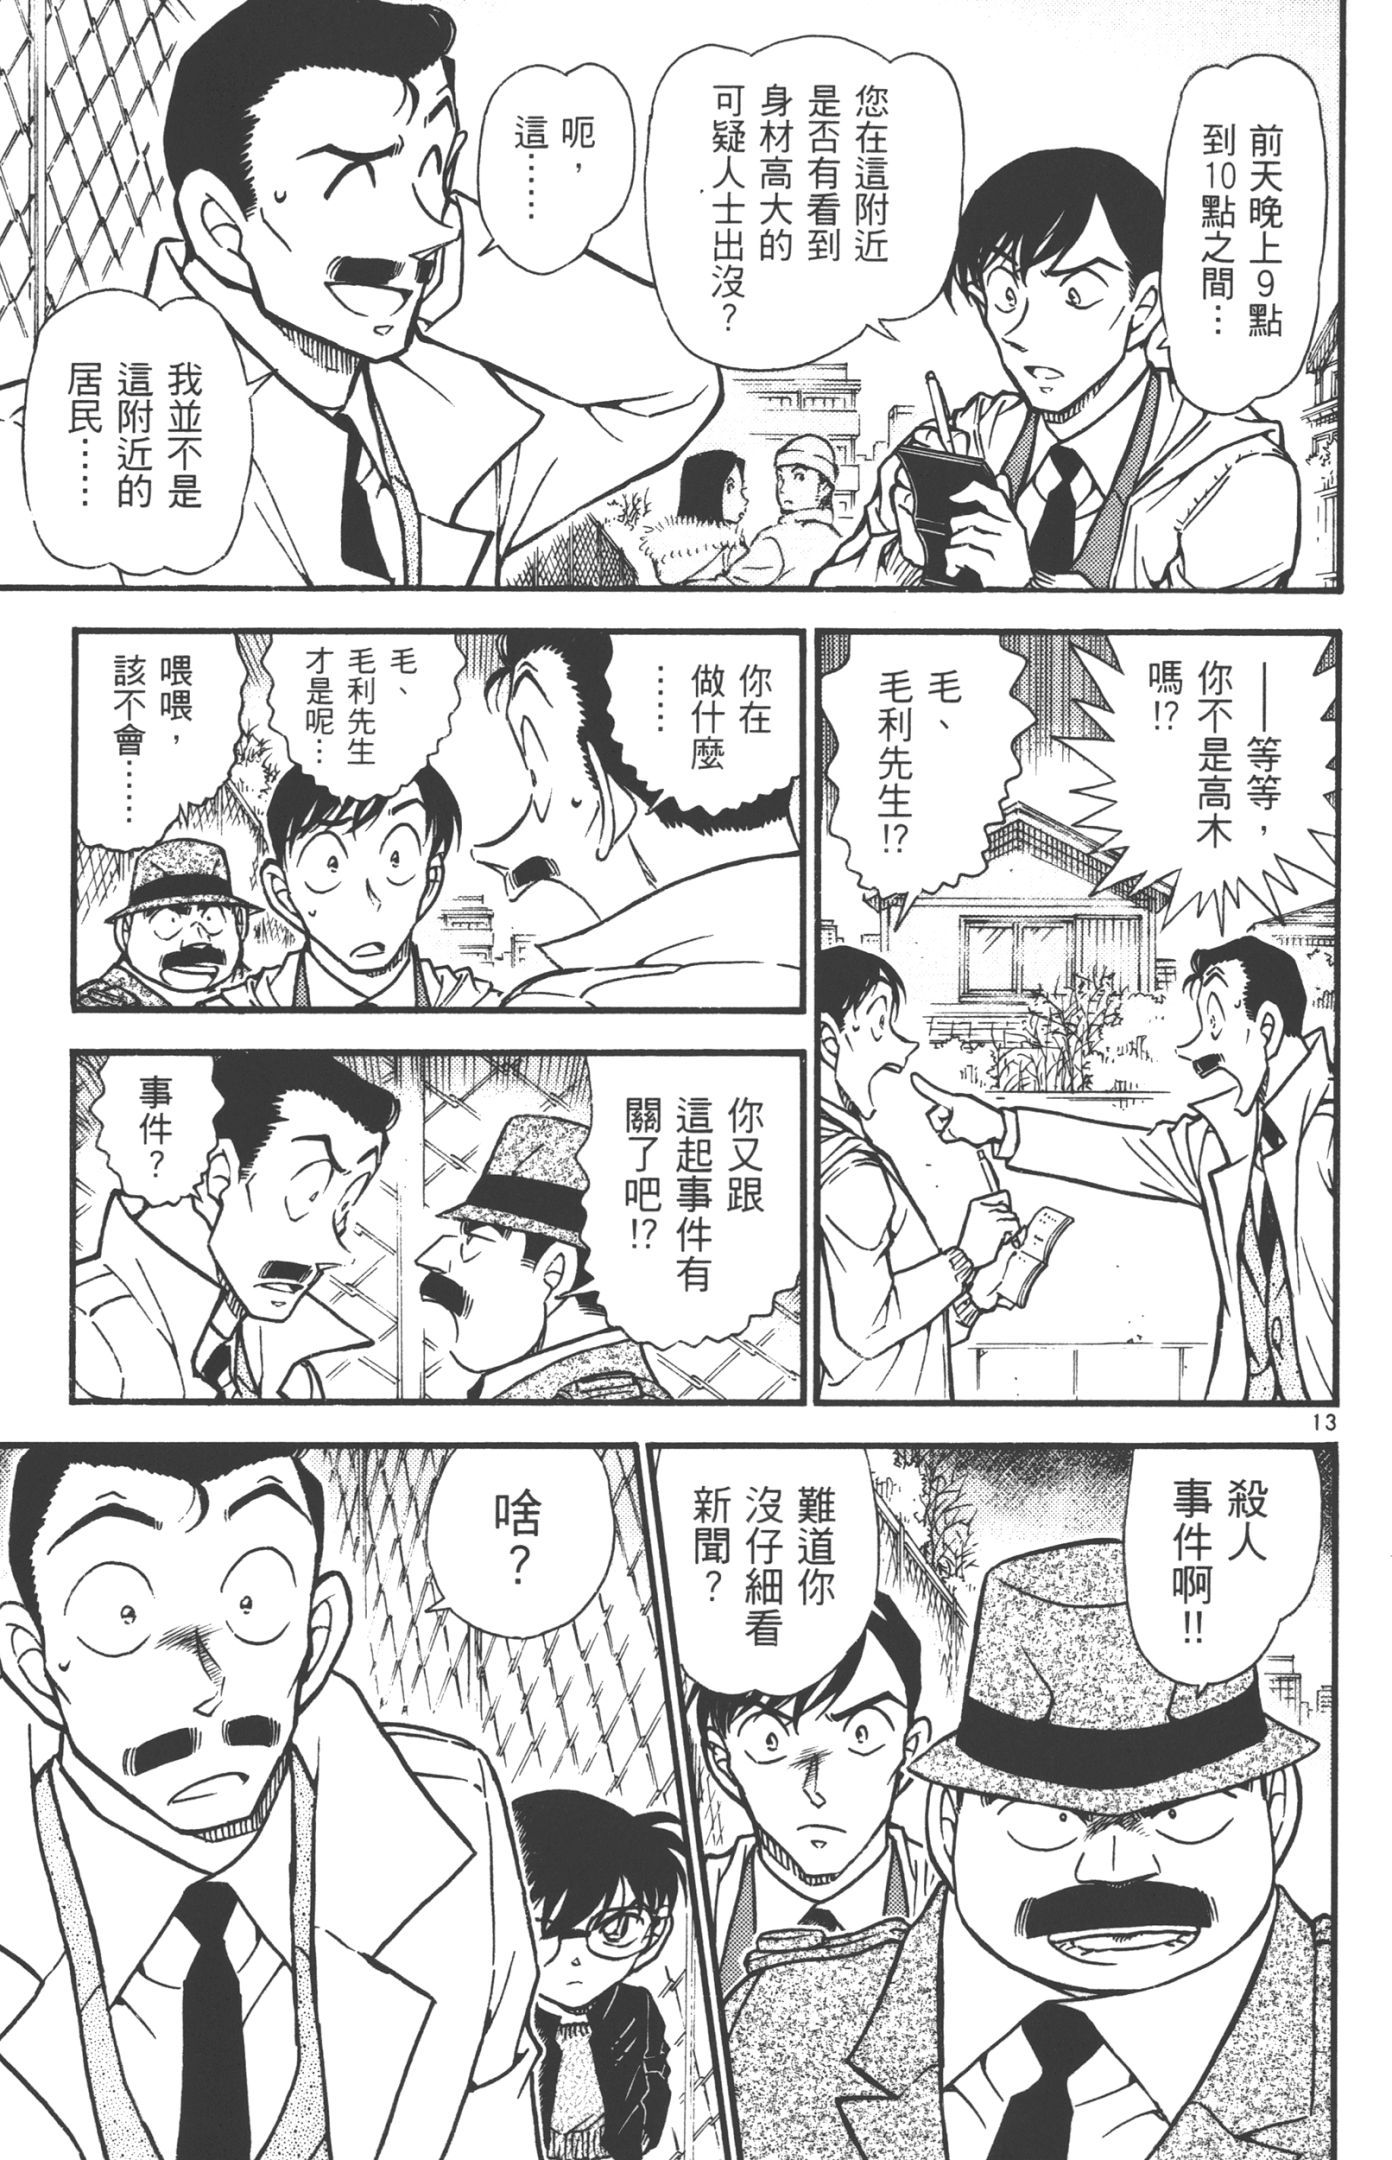 前天晚上9點
到10點之間…
您在這附近
是否有看到
身材高大的
可疑人士出沒？
呃，
這……
我並不是
這附近的
居民……
——等等，
你不是高木
嗎!?
毛、
毛利先生!?
你在
做什麼
……
毛、
毛利先生
才是呢…
喂喂，
該不會……
你又跟
這起事件有
關了吧!?
事件？
13
殺人
事件啊!!
難道你
沒仔細看
新聞？
啥？